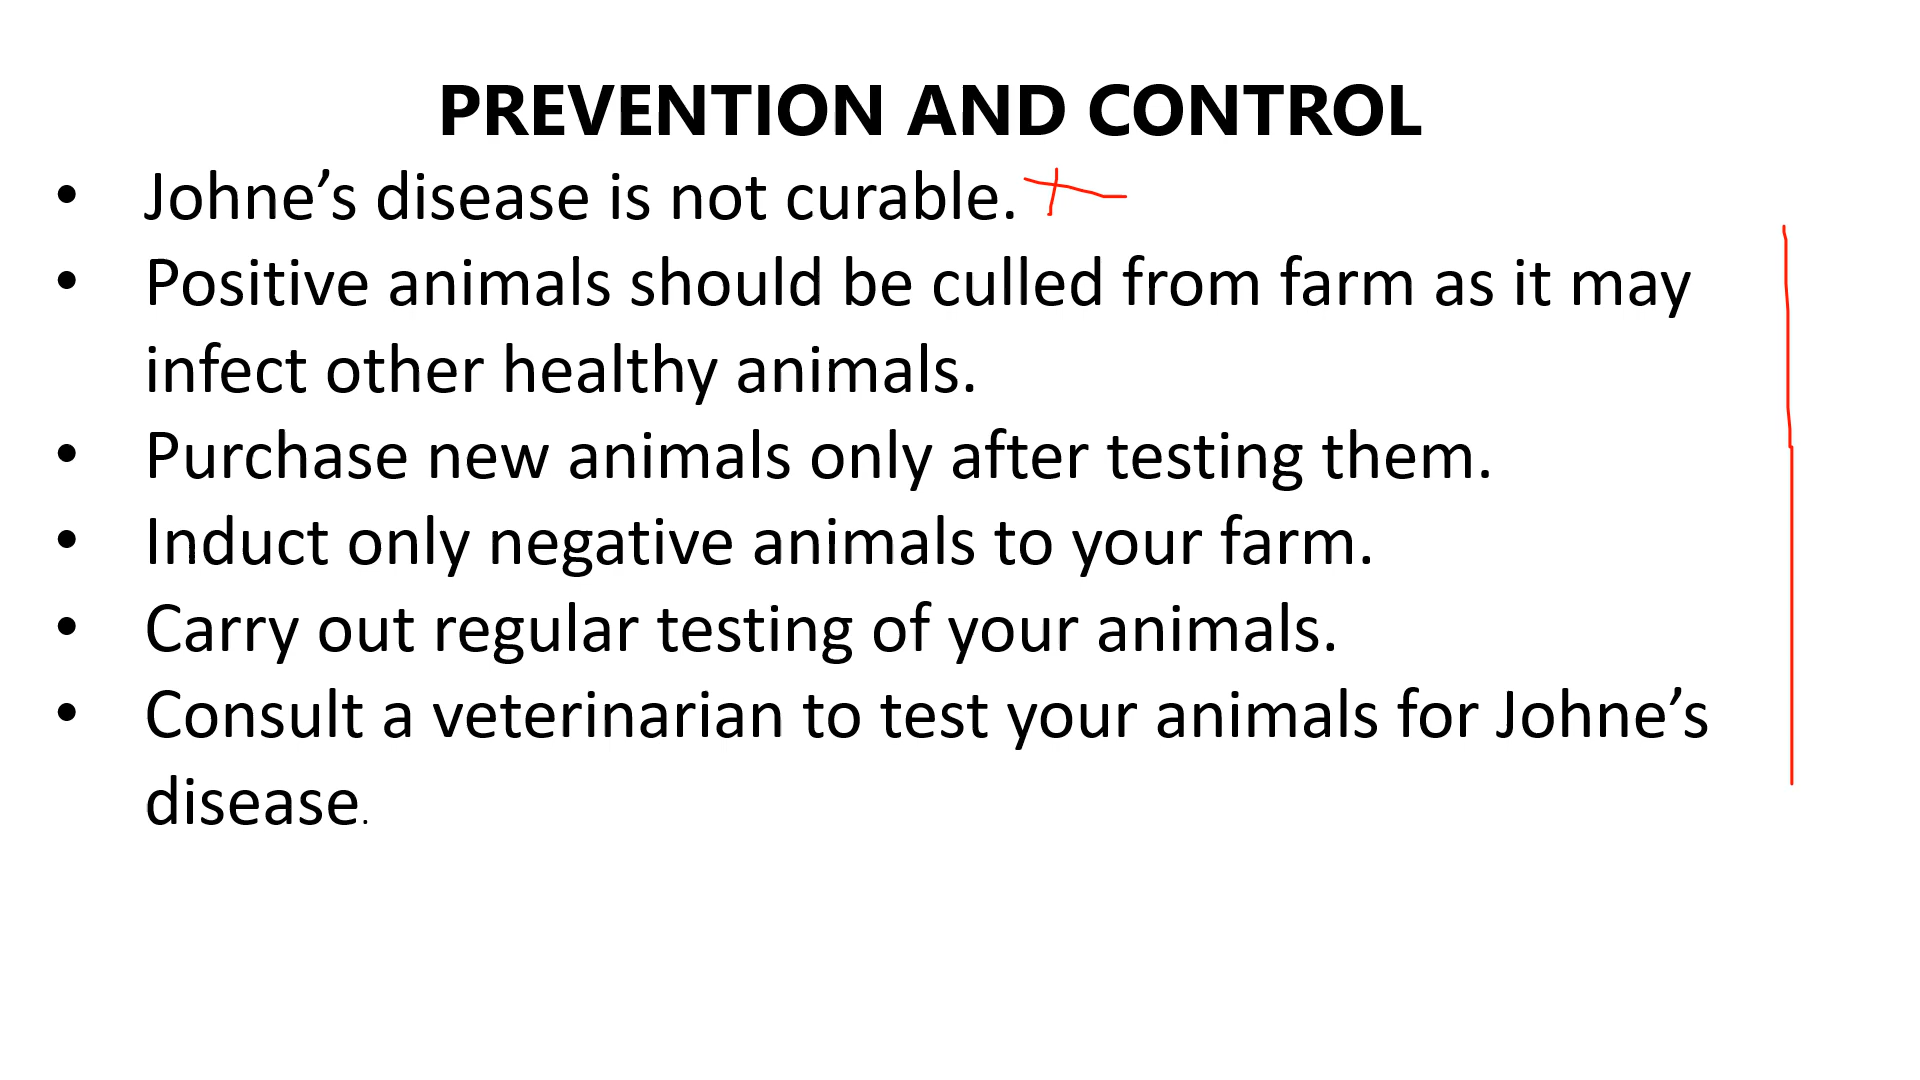 PREVENTION AND CONTROL
• Johne’s disease is not curable.
• Positive animals should be culled from farm as it may
infect other healthy animals.
• Purchase new animals only after testing them.
• Induct only negative animals to your farm.
• Carry out regular testing of your animals.
• Consult a veterinarian to test your animals for Johne’s
disease.